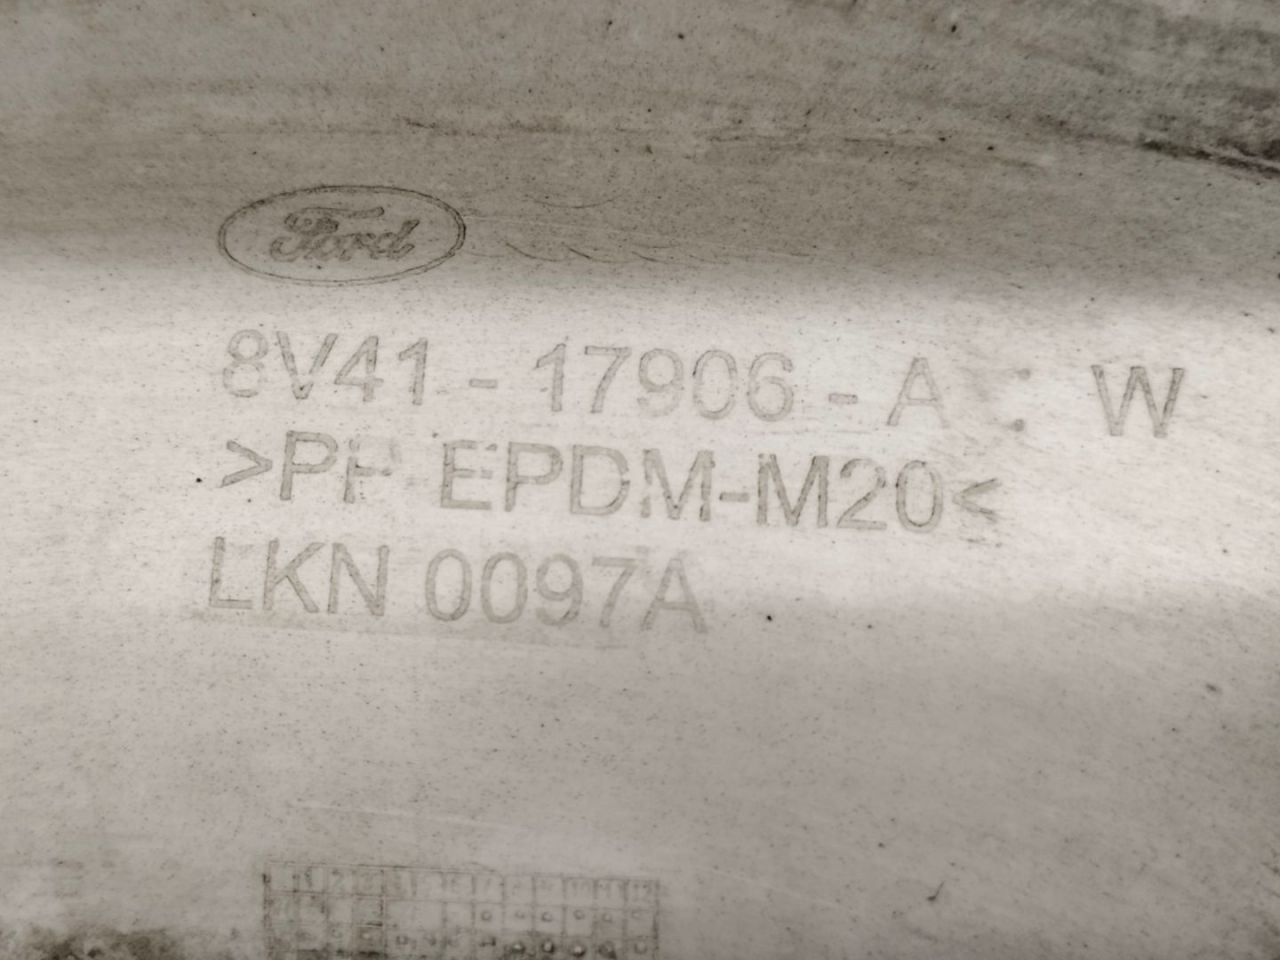 Ford
8V41 - 17906 - A : W
>PP EPDM-M20<
LKN 0097A